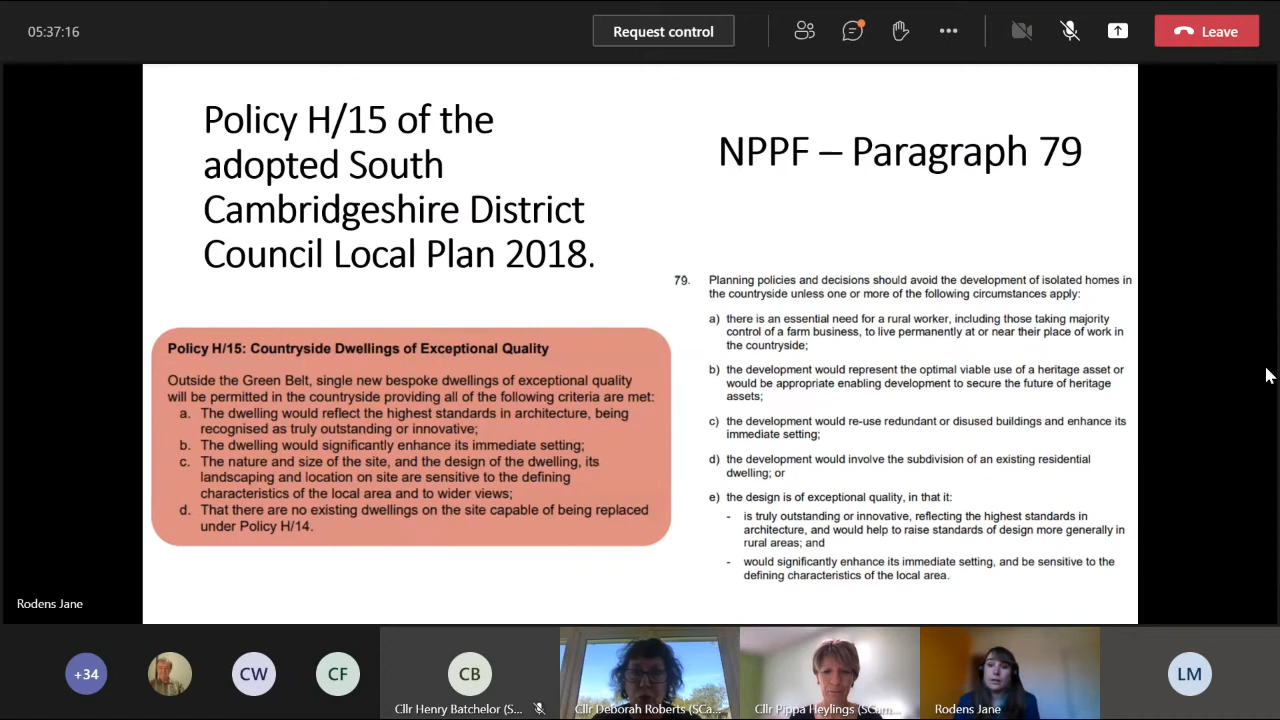 05:37:16
Request control
Leave
Policy H/15 of the
adopted South
Cambridgeshire District
Council Local Plan 2018.
NPPF – Paragraph 79
Policy H/15: Countryside Dwellings of Exceptional Quality
Outside the Green Belt, single new bespoke dwellings of exceptional quality
will be permitted in the countryside providing all of the following criteria are met:
a. The dwelling would reflect the highest standards in architecture, being
recognised as truly outstanding or innovative;
b. The dwelling would significantly enhance its immediate setting;
c. The nature and size of the site, and the design of the dwelling, its
landscaping and location on site are sensitive to the defining
characteristics of the local area and to wider views;
d. That there are no existing dwellings on the site capable of being replaced
under Policy H/14.
79. Planning policies and decisions should avoid the development of isolated homes in
the countryside unless one or more of the following circumstances apply:
a) there is an essential need for a rural worker, including those taking majority
control of a farm business, to live permanently at or near their place of work in
the countryside;
b) the development would represent the optimal viable use of a heritage asset or
would be appropriate enabling development to secure the future of heritage
assets;
c) the development would re-use redundant or disused buildings and enhance its
immediate setting;
d) the development would involve the subdivision of an existing residential
dwelling; or
e) the design is of exceptional quality, in that it:
- is truly outstanding or innovative, reflecting the highest standards in
architecture, and would help to raise standards of design more generally in
rural areas; and
- would significantly enhance its immediate setting, and be sensitive to the
defining characteristics of the local area.
Rodens Jane
+34
CW
CF
CB
LM
Cllr Henry Batchelor (S...
Cllr Deborah Roberts (SCa...
Cllr Pippa Heylings (SCam...
Rodens Jane